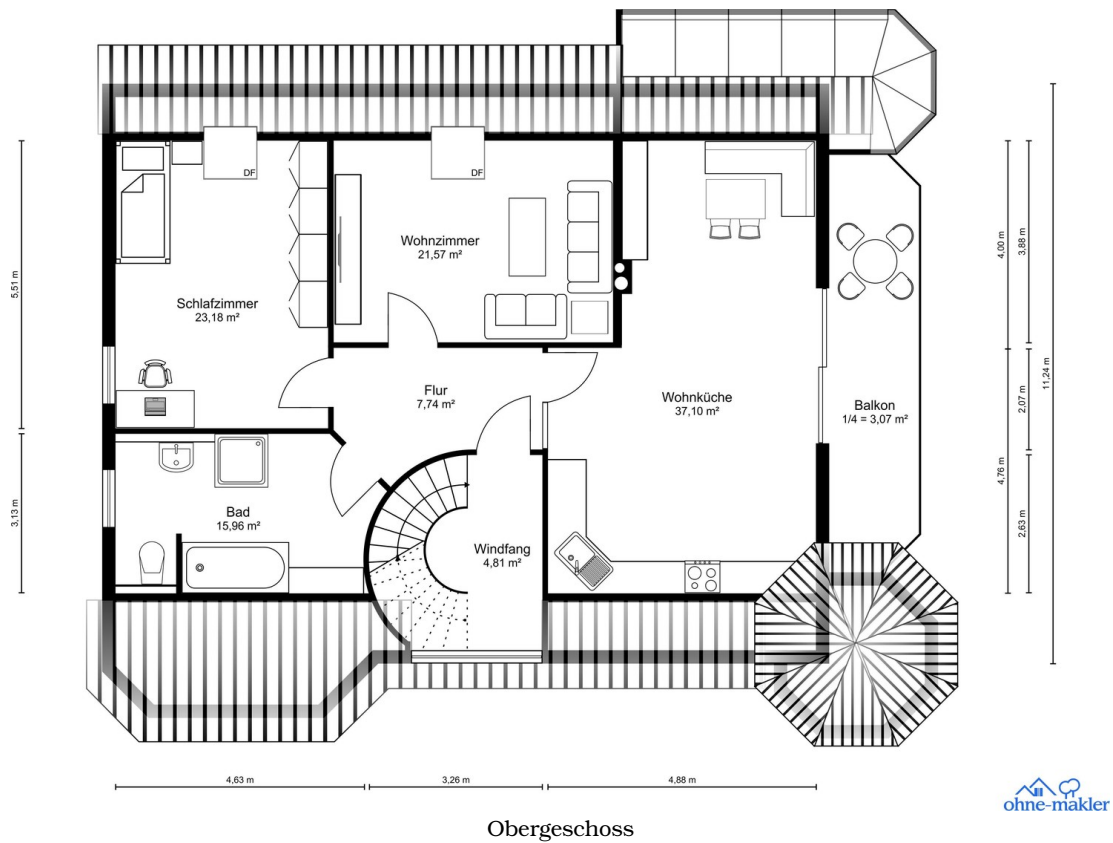 DF
DF
Wohnzimmer
21,57 m²
Schlafzimmer
23,18 m²
Flur
7,74 m²
Wohnküche
37,10 m²
Balkon
1/4 = 3,07 m²
Bad
15,96 m²
Windfang
4,81 m²
5,51 m
3,13 m
4,00 m
3,88 m
11,24 m
2,07 m
4,76 m
2,63 m
4,63 m
3,26 m
4,88 m
ohne-makler
Obergeschoss